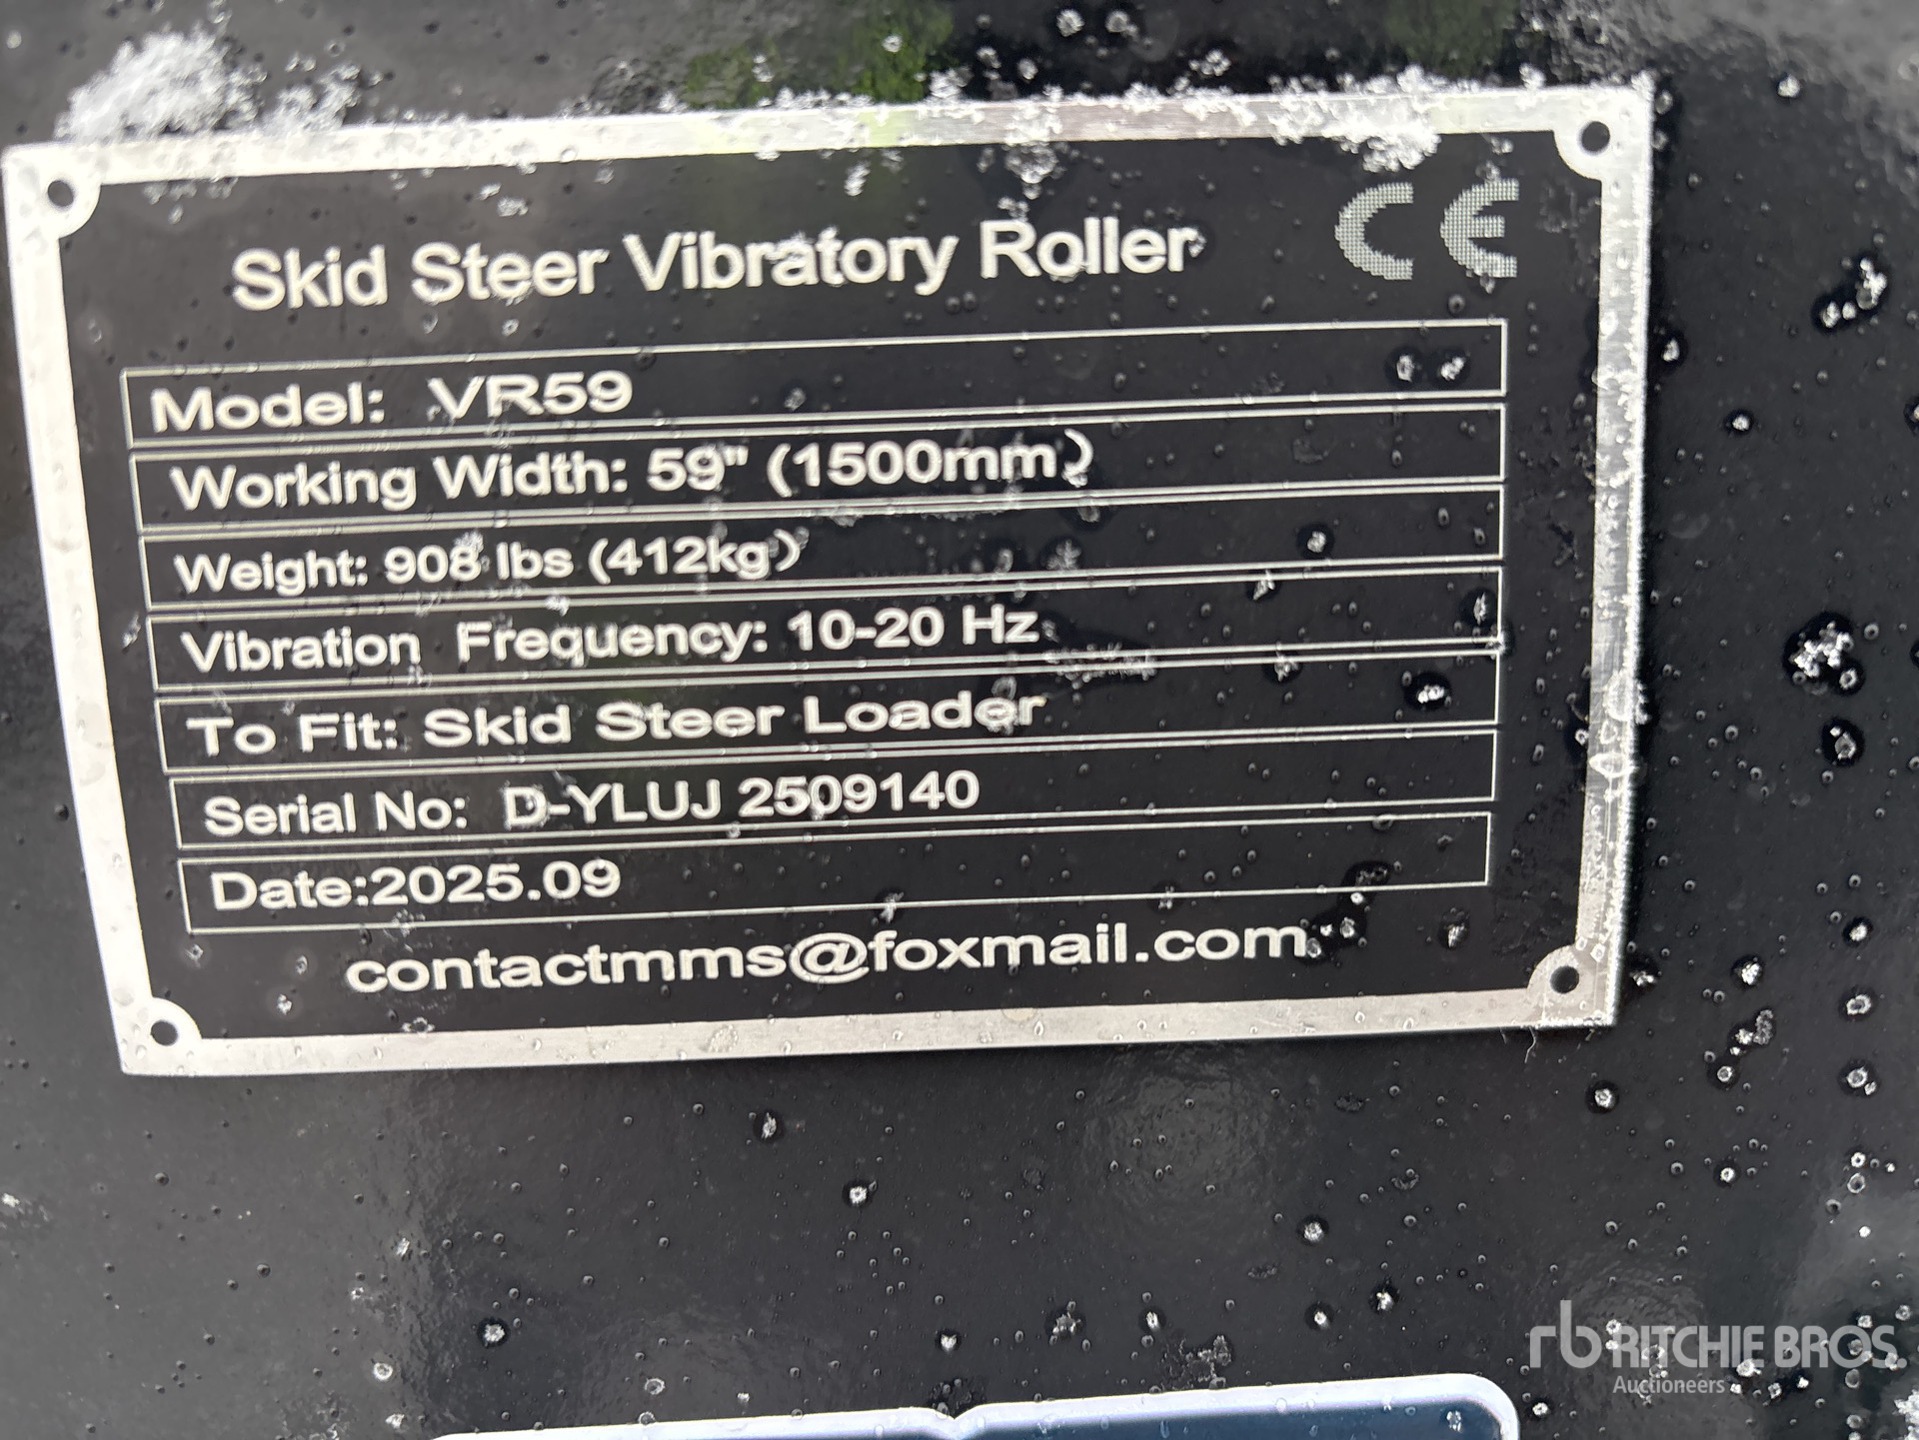 Skid Steer Vibratory Roller CE
Model: VR59
Working Width: 59" (1500mm)
Weight: 908 lbs (412kg)
Vibration Frequency: 10-20 Hz
To Fit: Skid Steer Loader
Serial No: D-YLUJ 2509140
Date:2025.09
contactmms@foxmail.com
rb RITCHIE BROS
Auctioneers